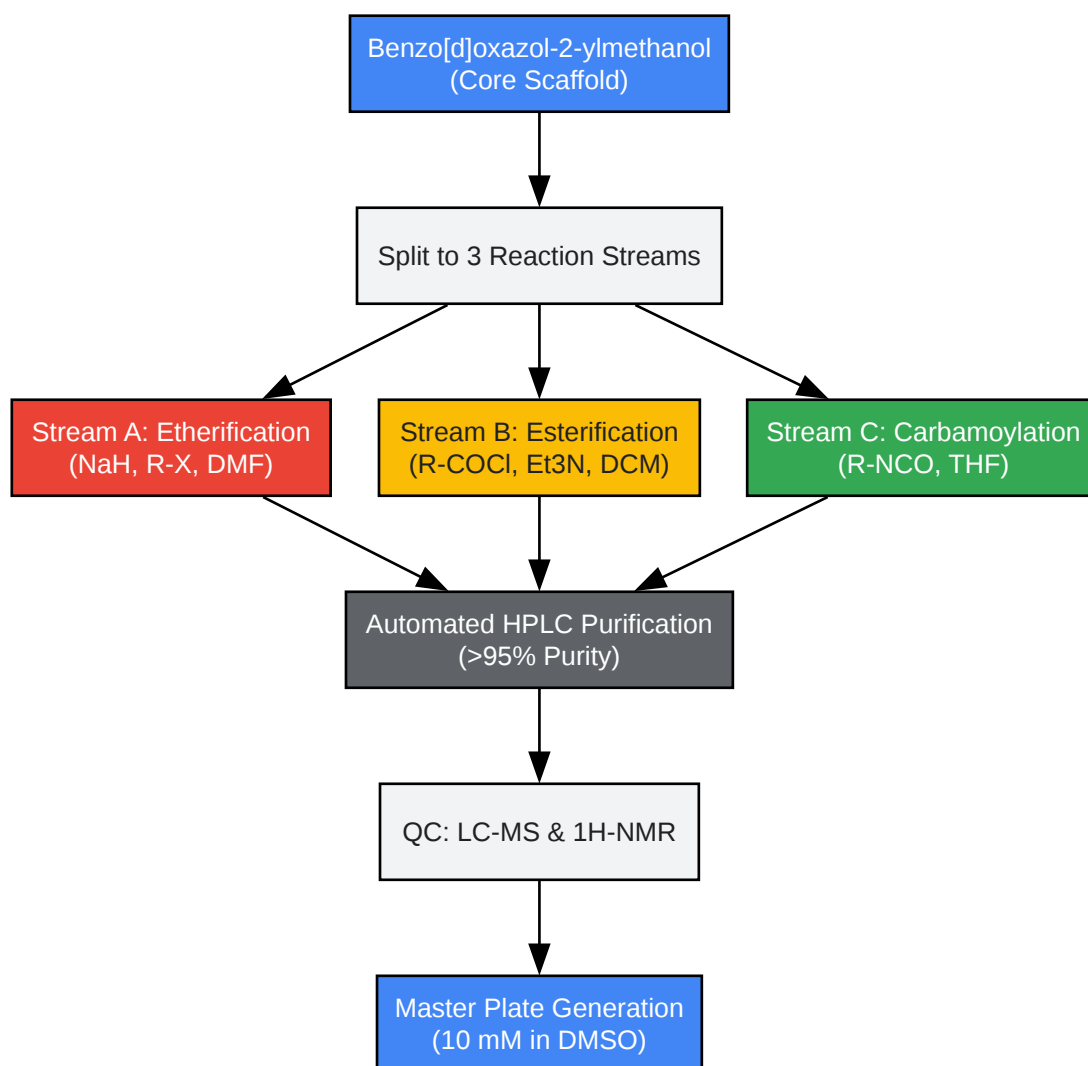 Benzo[d]oxazol-2-ylmethanol
(Core Scaffold)
Split to 3 Reaction Streams
Stream A: Etherification
(NaH, R-X, DMF)
Stream B: Esterification
(R-COCl, Et3N, DCM)
Stream C: Carbamoylation
(R-NCO, THF)
Automated HPLC Purification
(>95% Purity)
QC: LC-MS & 1H-NMR
Master Plate Generation
(10 mM in DMSO)